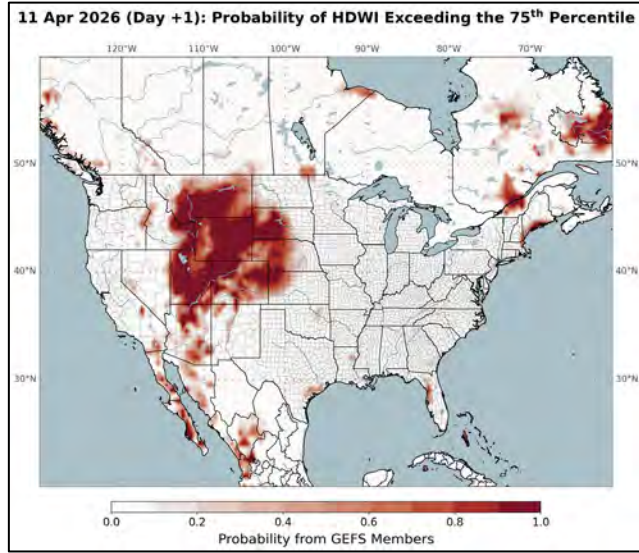 11 Apr 2026 (Day +1): Probability of HDWI Exceeding the 75th Percentile
120°W 110°W 100°W 90°W 80°W 70°W
50°N 50°N
40°N 40°N
30°N 30°N
0.0 0.2 0.4 0.6 0.8 1.0
Probability from GEFS Members